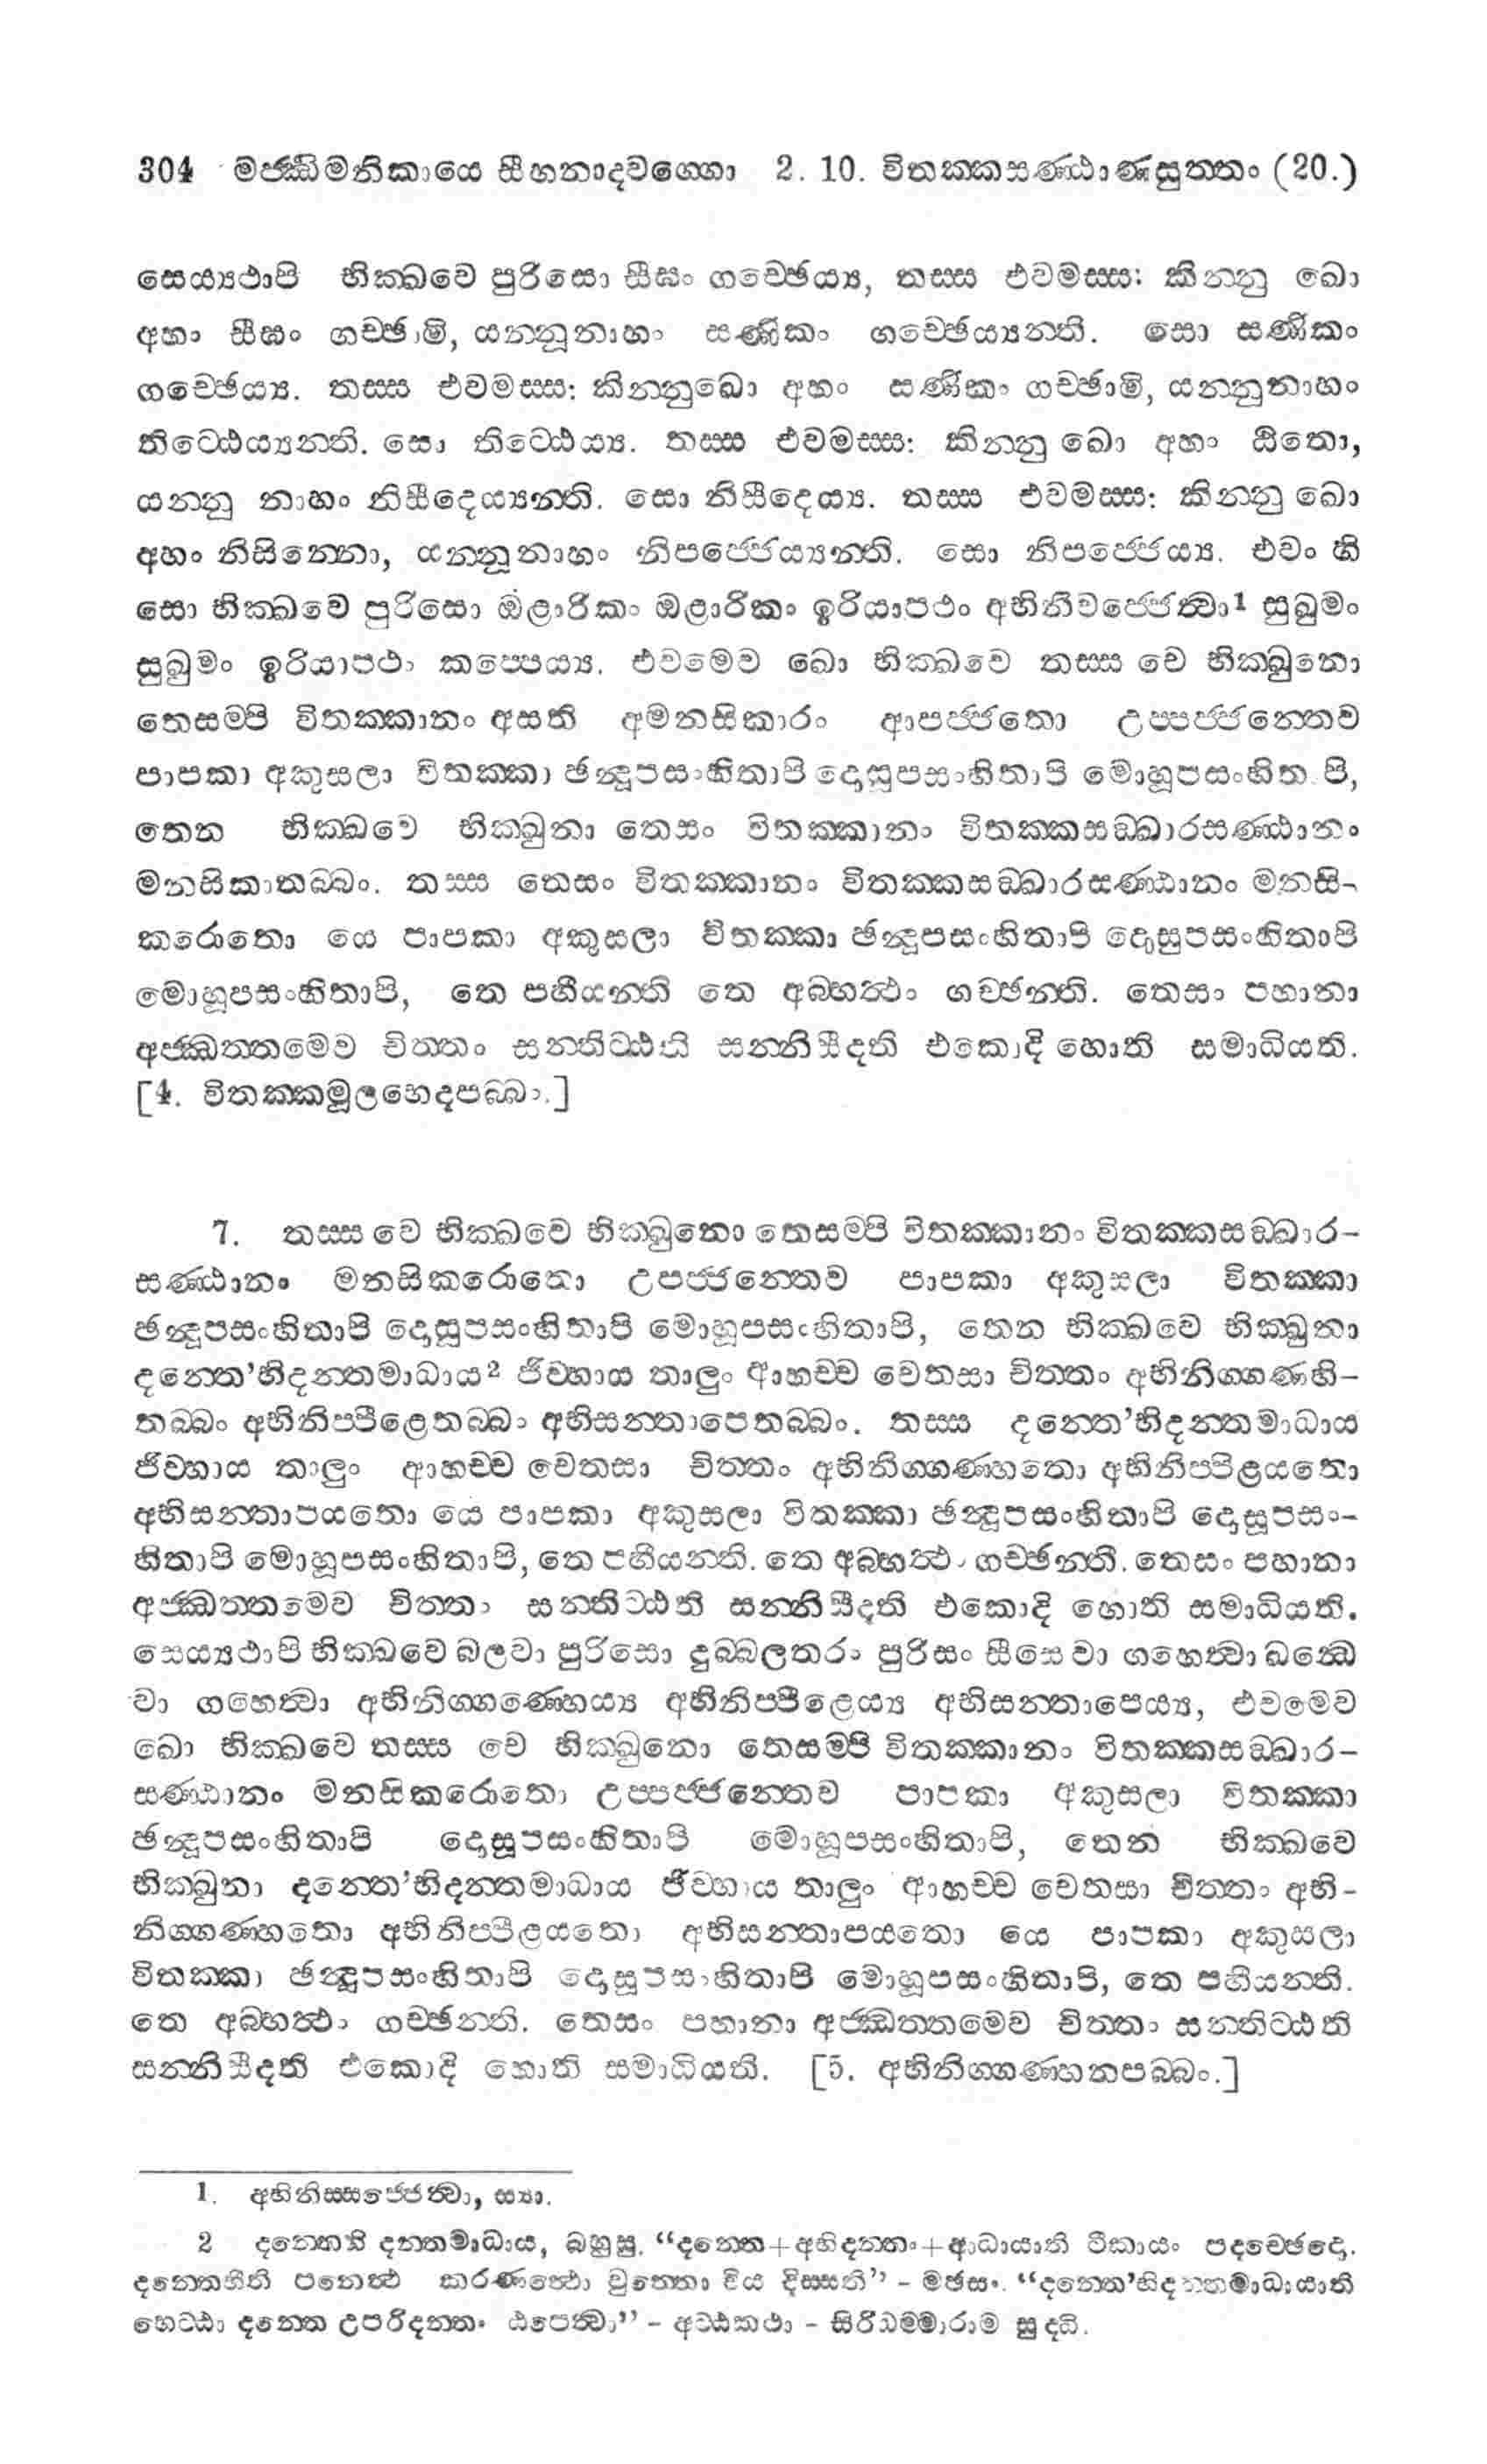 304 මජ්ඣිමනිකායෙ සීහනාදවග්ගො 2. 10. විතක්කසණ්ඨාණසුත්තං (20.)
සෙය්‍යථාපි භික්ඛවෙ පුරිසො සීඝං ගච්ඡෙය්‍ය, තස්ස එවමස්ස: කින්නු ඛො
අහං සීඝං ගච්ඡාමි, යන්නූනාහං සණිකං ගච්ඡෙය්‍යන්ති. සො සණිකං
ගච්ඡෙය්‍ය. තස්ස එවමස්ස: කින්නුඛො අහං සණිකං ගච්ඡාමි, යන්නූනාහං
තිට්ඨෙය්‍යන්ති. සො තිට්ඨෙය්‍ය. තස්ස එවමස්ස: කින්නු ඛො අහං ඨිතො,
යන්නූ නාහං නිසීදෙය්‍යන්ති. සො නිසීදෙය්‍ය. තස්ස එවමස්ස: කින්නු ඛො
අහං නිසින්නො, යන්නූනාහං නිපජ්ජෙය්‍යන්ති. සො නිපජ්ජෙය්‍ය. එවං හි
සො භික්ඛවෙ පුරිසො ඔළාරිකං ඔළාරිකං ඉරියාපථං අභිනිවජ්ජෙත්වා1 සුඛුමං
සුඛුමං ඉරියාපථං කප්පෙය්‍ය. එවමෙව ඛො භික්ඛවෙ තස්ස චෙ භික්ඛුනො
තෙසම්පි විතක්කානං අසති අමනසිකාරං ආපජ්ජතො උප්පජ්ජන්තෙව
පාපකා අකුසලා විතක්කා ඡන්දූපසංහිතාපි දොසූපසංහිතාපි මොහූපසංහිතාපි,
තෙන භික්ඛවෙ භික්ඛුනා තෙසං විතක්කානං විතක්කසඞ්ඛාරසණ්ඨානං
මනසිකාතබ්බං. තස්ස තෙසං විතක්කානං විතක්කසඞ්ඛාරසණ්ඨානං මනසි-
කරොතො යෙ පාපකා අකුසලා විතක්කා ඡන්දූපසංහිතාපි දොසුපසංහිතාපි
මොහූපසංහිතාපි, තෙ පහීයන්ති තෙ අබ්භත්ථං ගච්ඡන්ති. තෙසං පහානා
අජ්ඣත්තමෙව චිත්තං සන්තිට්ඨති සන්නිසීදති එකොදි හොති සමාධියති.
[4. විතක්කමූලභෙදපබ්බං.]
7. තස්ස චෙ භික්ඛවෙ භික්ඛුනො තෙසම්පි විතක්කානං විතක්කසඞ්ඛාර-
සණ්ඨානං මනසිකරොතො උපජ්ජන්තෙව පාපකා අකුසලා විතක්කා
ඡන්දූපසංහිතාපි දොසූපසංහිතාපි මොහූපසංහිතාපි, තෙන භික්ඛවෙ භික්ඛුනා
දන්තෙ’භිදන්තමාධාය2 ජිව්හාය තාලුං ආහච්ච චෙතසා චිත්තං අභිනිග්ගණ්හි-
තබ්බං අභිනිප්පීළෙතබ්බං අභිසන්තාපෙතබ්බං. තස්ස දන්තෙ’භිදන්තමාධාය
ජිව්හාය තාලුං ආහච්ච චෙතසා චිත්තං අභිනිග්ගණ්හතො අභිනිප්පිළයතො
අභිසන්තාපයතො යෙ පාපකා අකුසලා විතක්කා ඡන්දූපසංහිතාපි දොසූපසං-
හිතාපි මොහූපසංහිතාපි, තෙ පහීයන්ති. තෙ අබ්භත්ථං ගච්ඡන්ති. තෙසං පහානා
අජ්ඣත්තමෙව චිත්තං සන්තිට්ඨති සන්නිසීදති එකොදි හොති සමාධියති.
සෙය්‍යථාපි භික්ඛවෙ බලවා පුරිසො දුබ්බලතරං පුරිසං සීසෙ වා ගහෙත්වා ඛන්ධෙ
වා ගහෙත්වා අභිනිග්ගණ්හෙය්‍ය අභිනිප්පීළෙය්‍ය අභිසන්තාපෙය්‍ය, එවමෙව
ඛො භික්ඛවෙ තස්ස චෙ භික්ඛුනො තෙසම්පි විතක්කානං විතක්කසඞ්ඛාර-
සණ්ඨානං මනසිකරොතො උප්පජ්ජන්තෙව පාපකා අකුසලා විතක්කා
ඡන්දූපසංහිතාපි දොසූපසංහිතාපි මොහූපසංහිතාපි, තෙන භික්ඛවෙ
භික්ඛුනා දන්තෙ’භිදන්තමාධාය ජිව්හාය තාලුං ආහච්ච චෙතසා චිත්තං අභි-
නිග්ගණ්හතො අභිනිප්පීළයතො අභිසන්තාපයතො යෙ පාපකා අකුසලා
විතක්කා ඡන්දූපසංහිතාපි දොසූපසංහිතාපි මොහූපසංහිතාපි, තෙ පහියන්ති.
තෙ අබ්භත්ථං ගච්ඡන්ති. තෙසං පහානා අජ්ඣත්තමෙව චිත්තං සන්තිට්ඨති
සන්නිසීදති එකොදි හොති සමාධියති. [5. අභිනිග්ගණ්හනපබ්බං.]
1. අභිනිස්සජ්ජෙත්වා, ස්‍යා.
2 දන්තෙහි දන්තමාධාය, බහුසු. “දන්තෙ+අභිදන්තං+ආධායාති ටීකායං පදච්ඡෙදො.
දන්තෙහීති පනෙත්ථ කරණත්ථො වුත්තො විය දිස්සති” - මඡසං. “දන්තෙ’භිදන්තමාධායාති
හෙට්ඨා දන්තෙ උපරිදන්තං ඨපෙත්වා” - අට්ඨකථා - සිරිධම්මාරාම සුදධි.